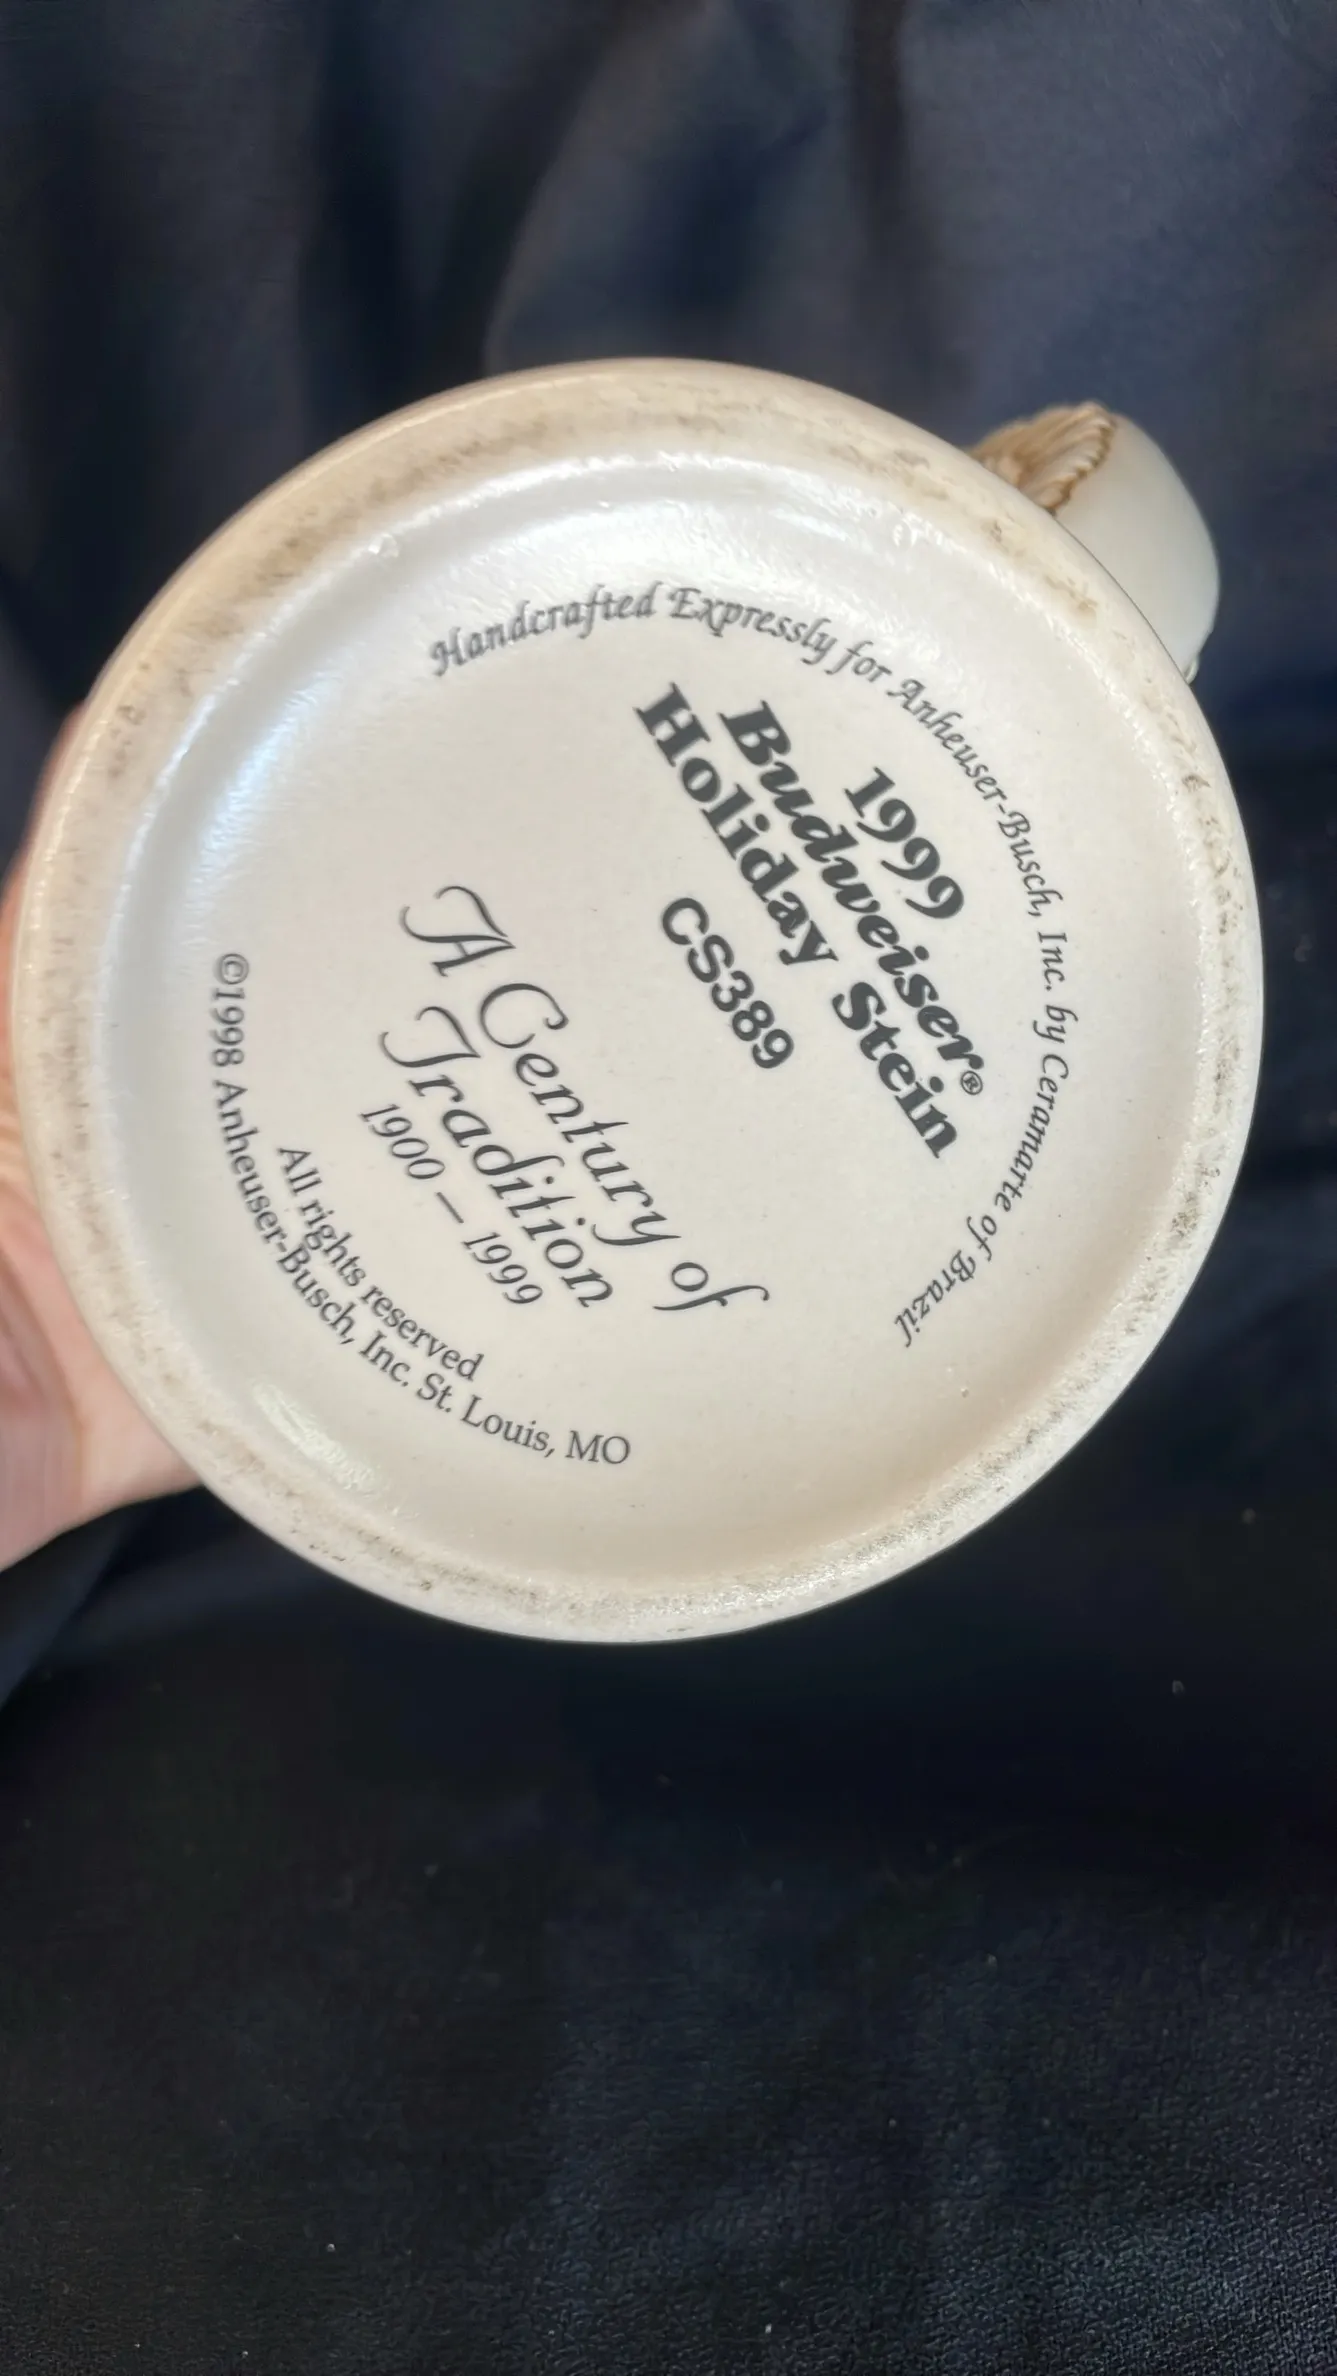 Handcrafted Expressly for Anheuser-Busch, Inc. by Ceramarte of Brazil
1999
Budweiser®
Holiday Stein
CS389
A Century of
Tradition
1900 – 1999
All rights reserved
©1998 Anheuser-Busch, Inc. St. Louis, MO